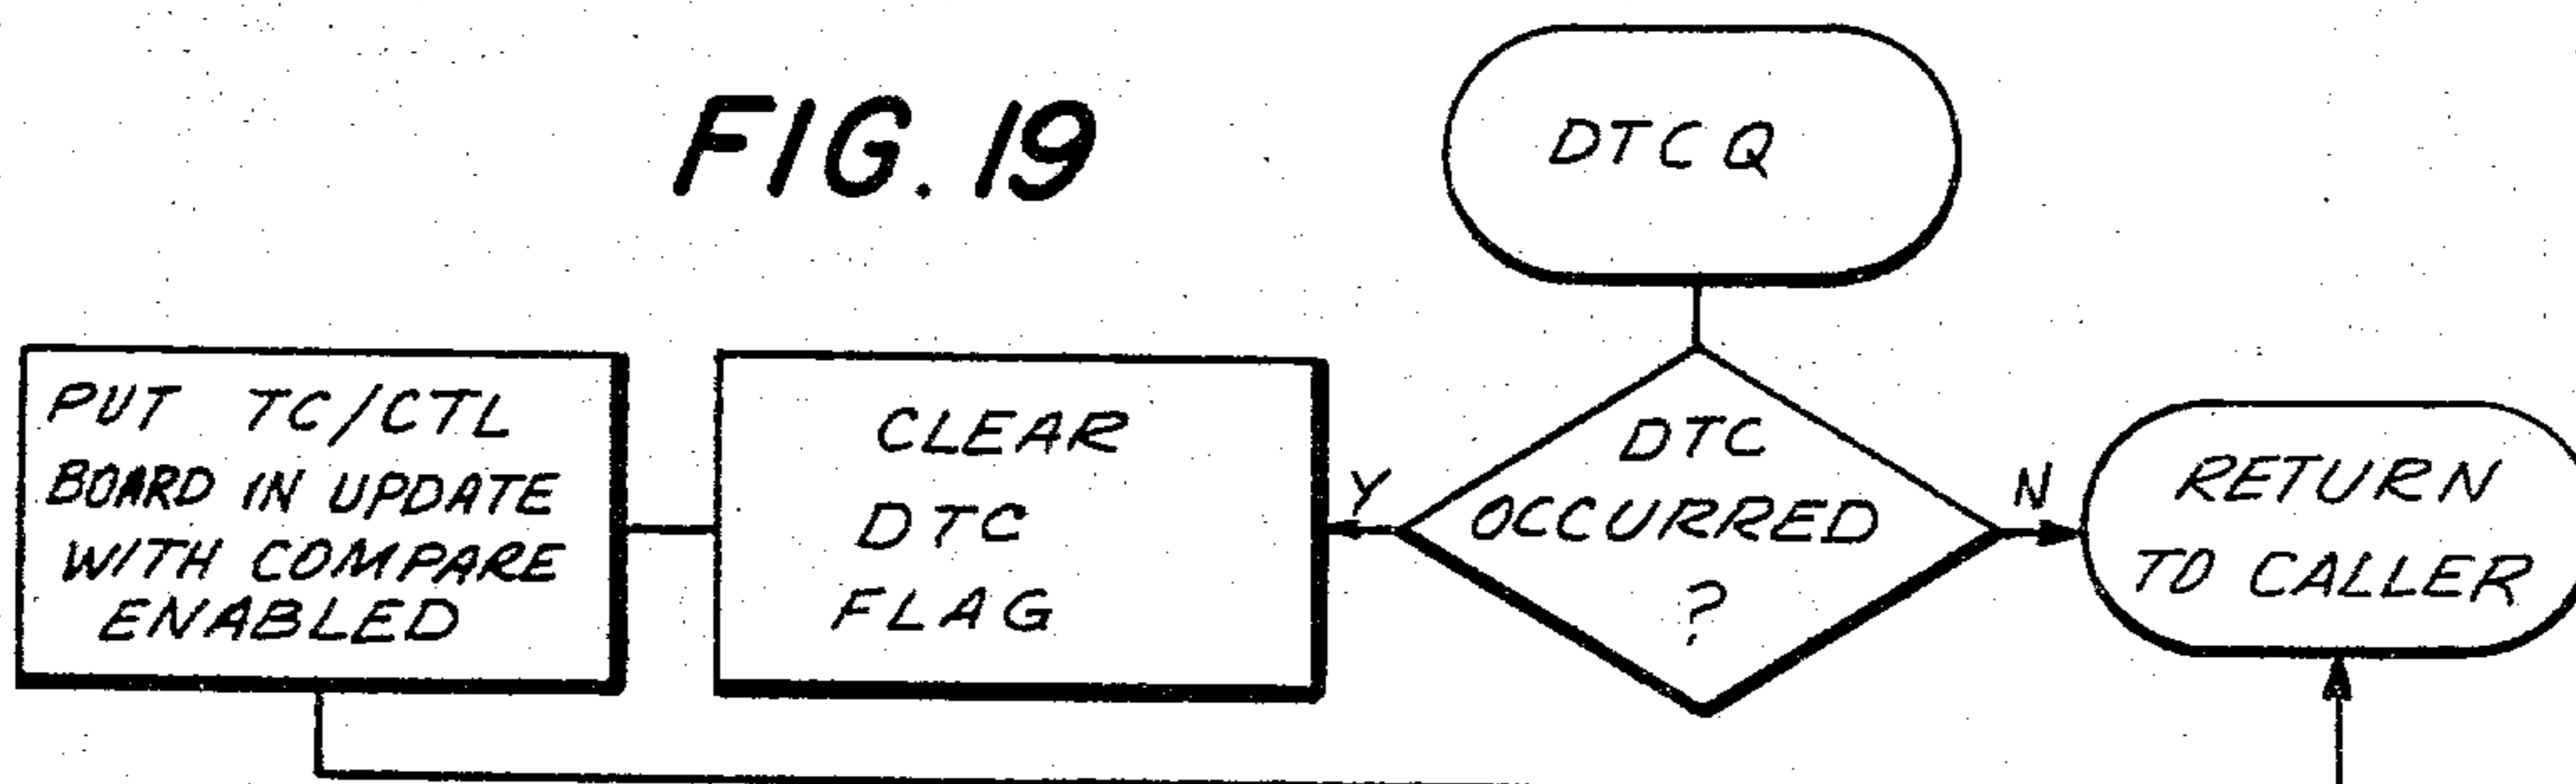 FIG. 19
DTCQ
PUT TC/CTL
BOARD IN UPDATE
WITH COMPARE
ENABLED
CLEAR
DTC
FLAG
Y
DTC
OCCURRED
?
N
RETURN
TO CALLER